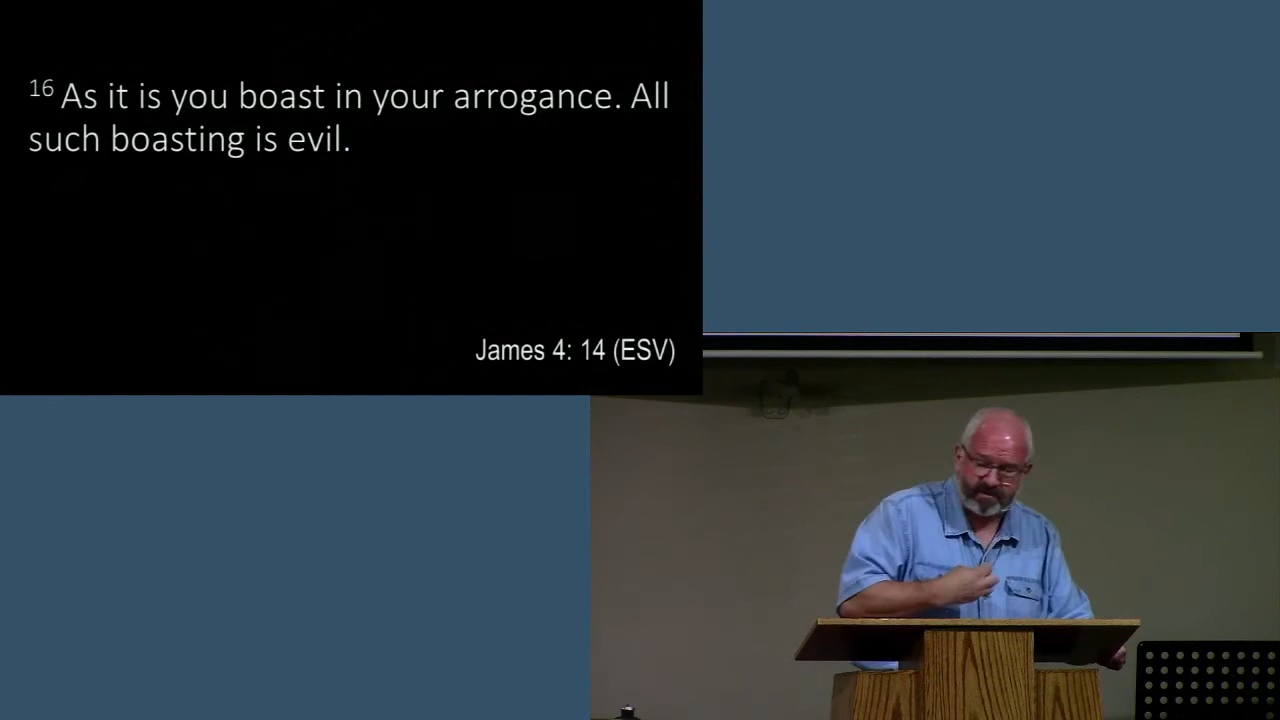 16 As it is you boast in your arrogance. All
such boasting is evil.
James 4: 14 (ESV)